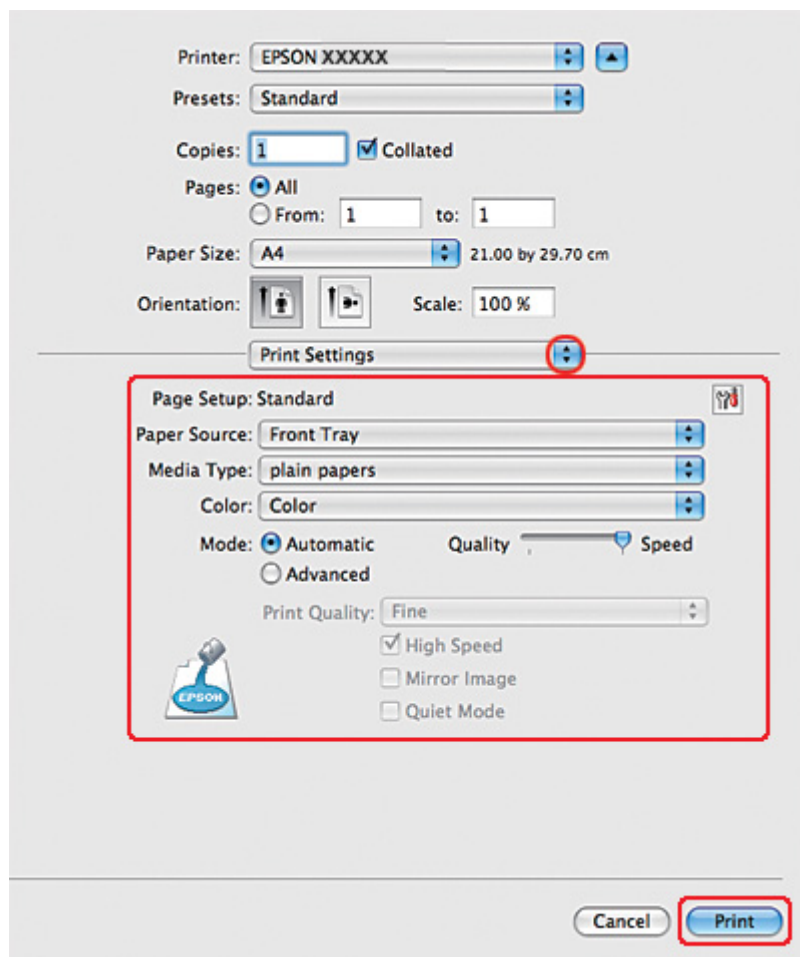 Printer: EPSON XXXXX
Presets: Standard
Copies: 1 Collated
Pages: All
From: 1 to: 1
Paper Size: A4 21.00 by 29.70 cm
Orientation: Scale: 100 %
Print Settings
Page Setup: Standard
Paper Source: Front Tray
Media Type: plain papers
Color: Color
Mode: Automatic Quality Speed
Advanced
Print Quality: Fine
High Speed
Mirror Image
EPSON
Quiet Mode
Cancel Print